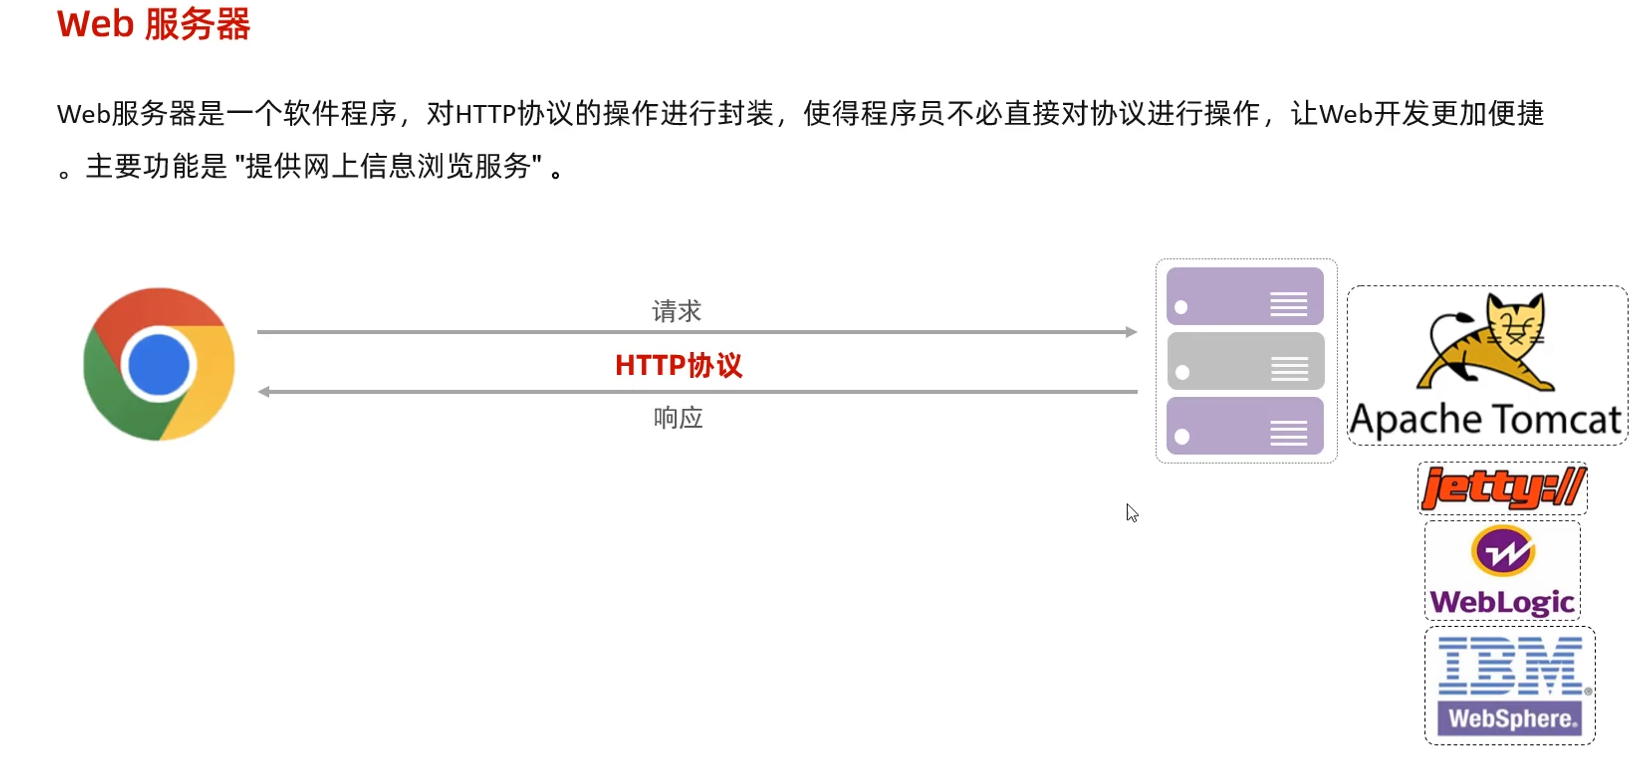 Web 服务器
Web服务器是一个软件程序，对HTTP协议的操作进行封装，使得程序员不必直接对协议进行操作，让Web开发更加便捷
。主要功能是 "提供网上信息浏览服务" 。
请求
HTTP协议
响应
Apache Tomcat
jetty://
WebLogic
IBM®
WebSphere.